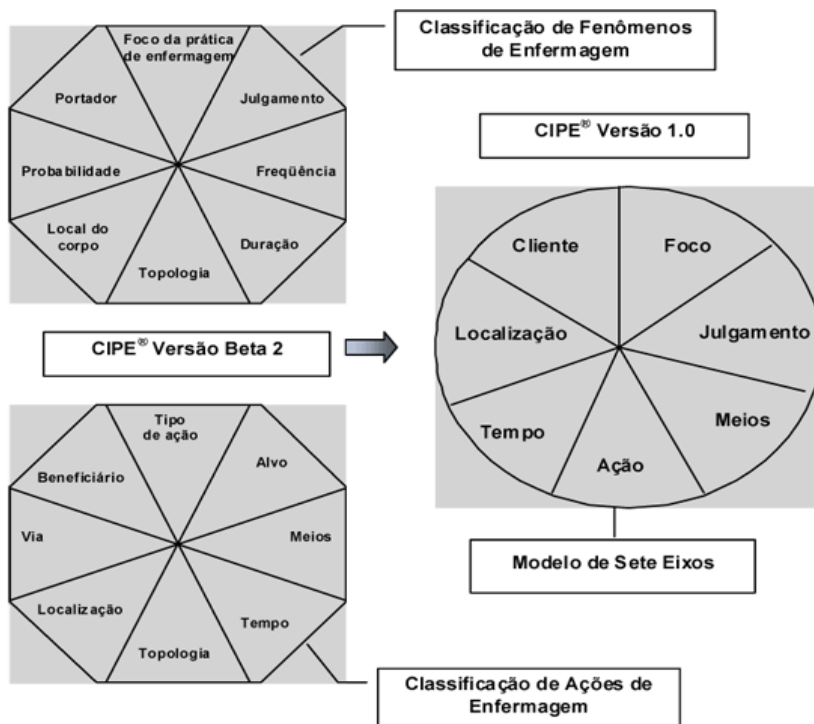 Classificação de Fenômenos
de Enfermagem
Foco da prática
de enfermagem
Portador
Julgamento
Probabilidade
Freqüência
Local do
corpo
Duração
Topologia
CIPE® Versão Beta 2
CIPE® Versão 1.0
Cliente
Foco
Localização
Julgamento
Tempo
Meios
Ação
Modelo de Sete Eixos
Tipo
de ação
Beneficiário
Alvo
Via
Meios
Localização
Tempo
Topologia
Classificação de Ações de
Enfermagem